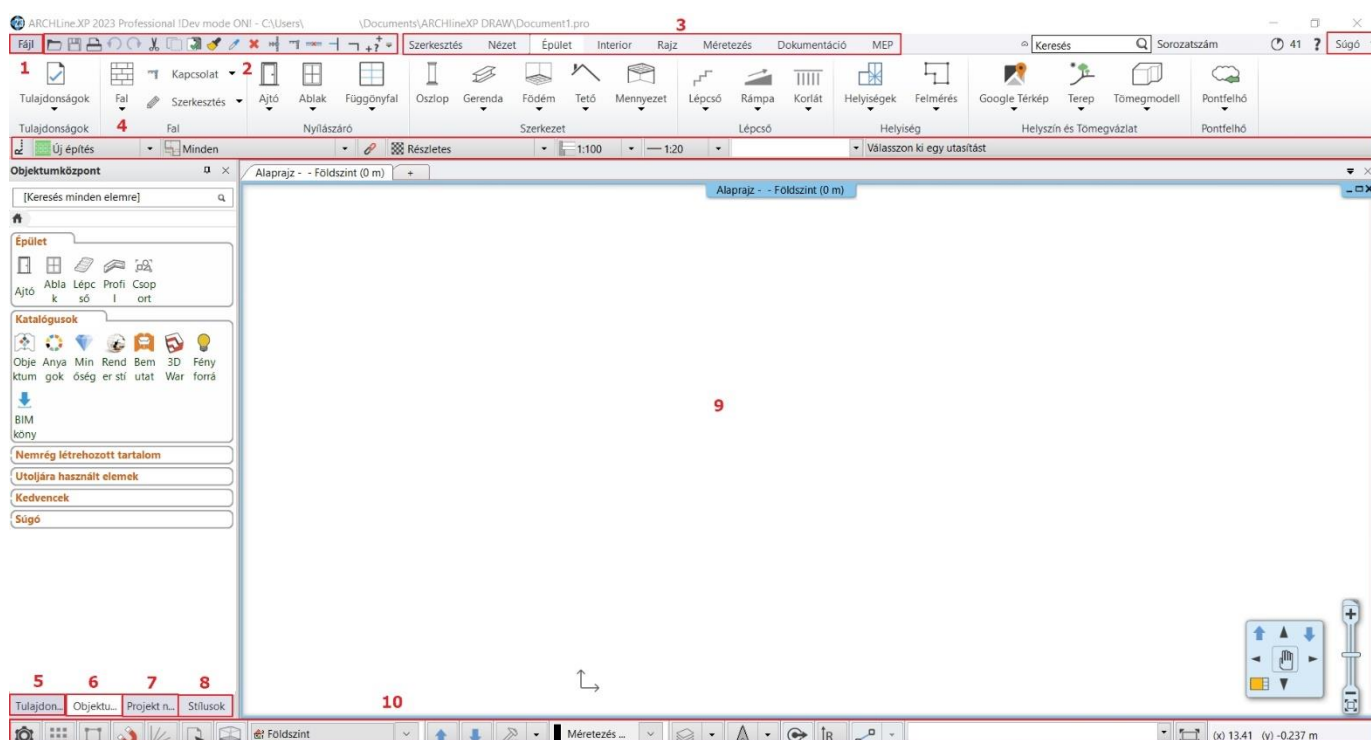 ARCHLine.XP 2023 Professional !Dev mode ON! - C:\Users\ \Documents\ARCHlineXP DRAW\Document1.pro
3
Fájl Szerkesztés Nézet Épület Interior Rajz Méretezés Dokumentáció MEP Keresés Sorozatszám 41 ? Súgó
1 2
Kapcsolat
Tulajdonságok Fal Szerkesztés Ajtó Ablak Függönyfal Oszlop Gerenda Födém Tető Mennyezet Lépcső Rámpa Korlát Helyiségek Felmérés Google Térkép Terep Tömegmodell Pontfelhő
4
Tulajdonságok Fal Nyílászáró Szerkezet Lépcső Helyiség Helyszín és Tömegvázlat Pontfelhő
Új építés Minden Részletes 1:100 1:20 Válasszon ki egy utasítást
Objektumközpont
Alaprajz - - Földszint (0 m) +
Alaprajz - - Földszint (0 m)
[Keresés minden elemre]
Épület
Ajtó Abla
k Lépc
ső Profi
l Csop
ort
Katalógusok
Obje
ktum Anya
gok Min
őség Rend
er stí Bem
utat 3D
War Fény
forrá
BIM
köny
Nemrég létrehozott tartalom
Utoljára használt elemek
Kedvencek
Súgó
9
5 6 7 8
Tulajdon... Objektu... Projekt n... Stílusok
10
Földszint Méretezés ... R (x) 13.41 (y) -0.237 m